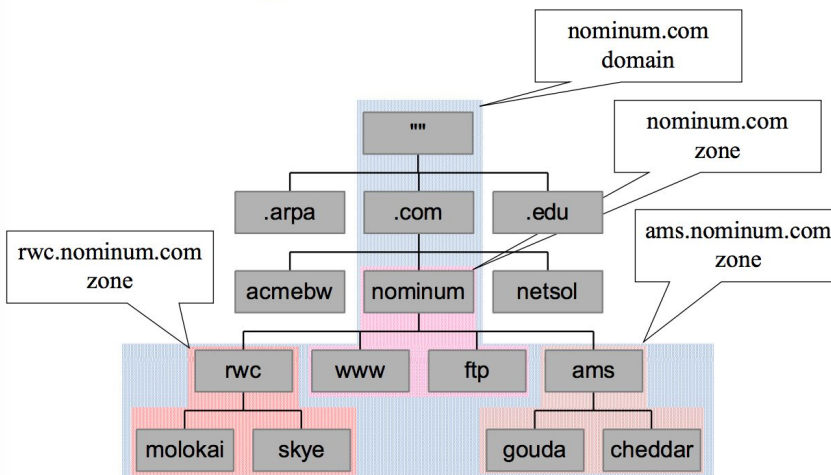 nominum.com
domain
nominum.com
zone
""
.arpa
.com
.edu
ams.nominum.com
zone
rwc.nominum.com
zone
acmebw
nominum
netsol
rwc
www
ftp
ams
molokai
skye
gouda
cheddar